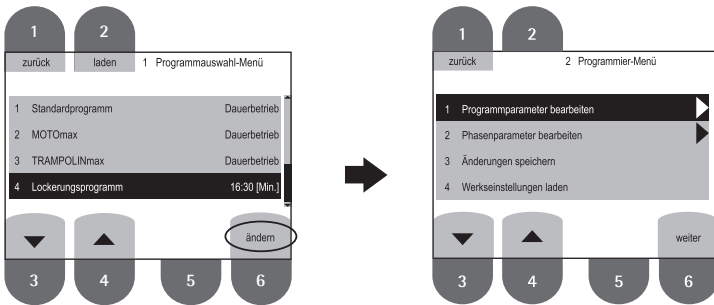 1 2
zurück laden 1 Programmauswahl-Menü
1 Standardprogramm Dauerbetrieb
2 MOTOmax Dauerbetrieb
3 TRAMPOLINmax Dauerbetrieb
4 Lockerungsprogramm 16:30 [Min.]
ändern
3 4 5 6
1 2
zurück 2 Programmier-Menü
1 Programmparameter bearbeiten
2 Phasenparameter bearbeiten
3 Änderungen speichern
4 Werkseinstellungen laden
weiter
3 4 5 6